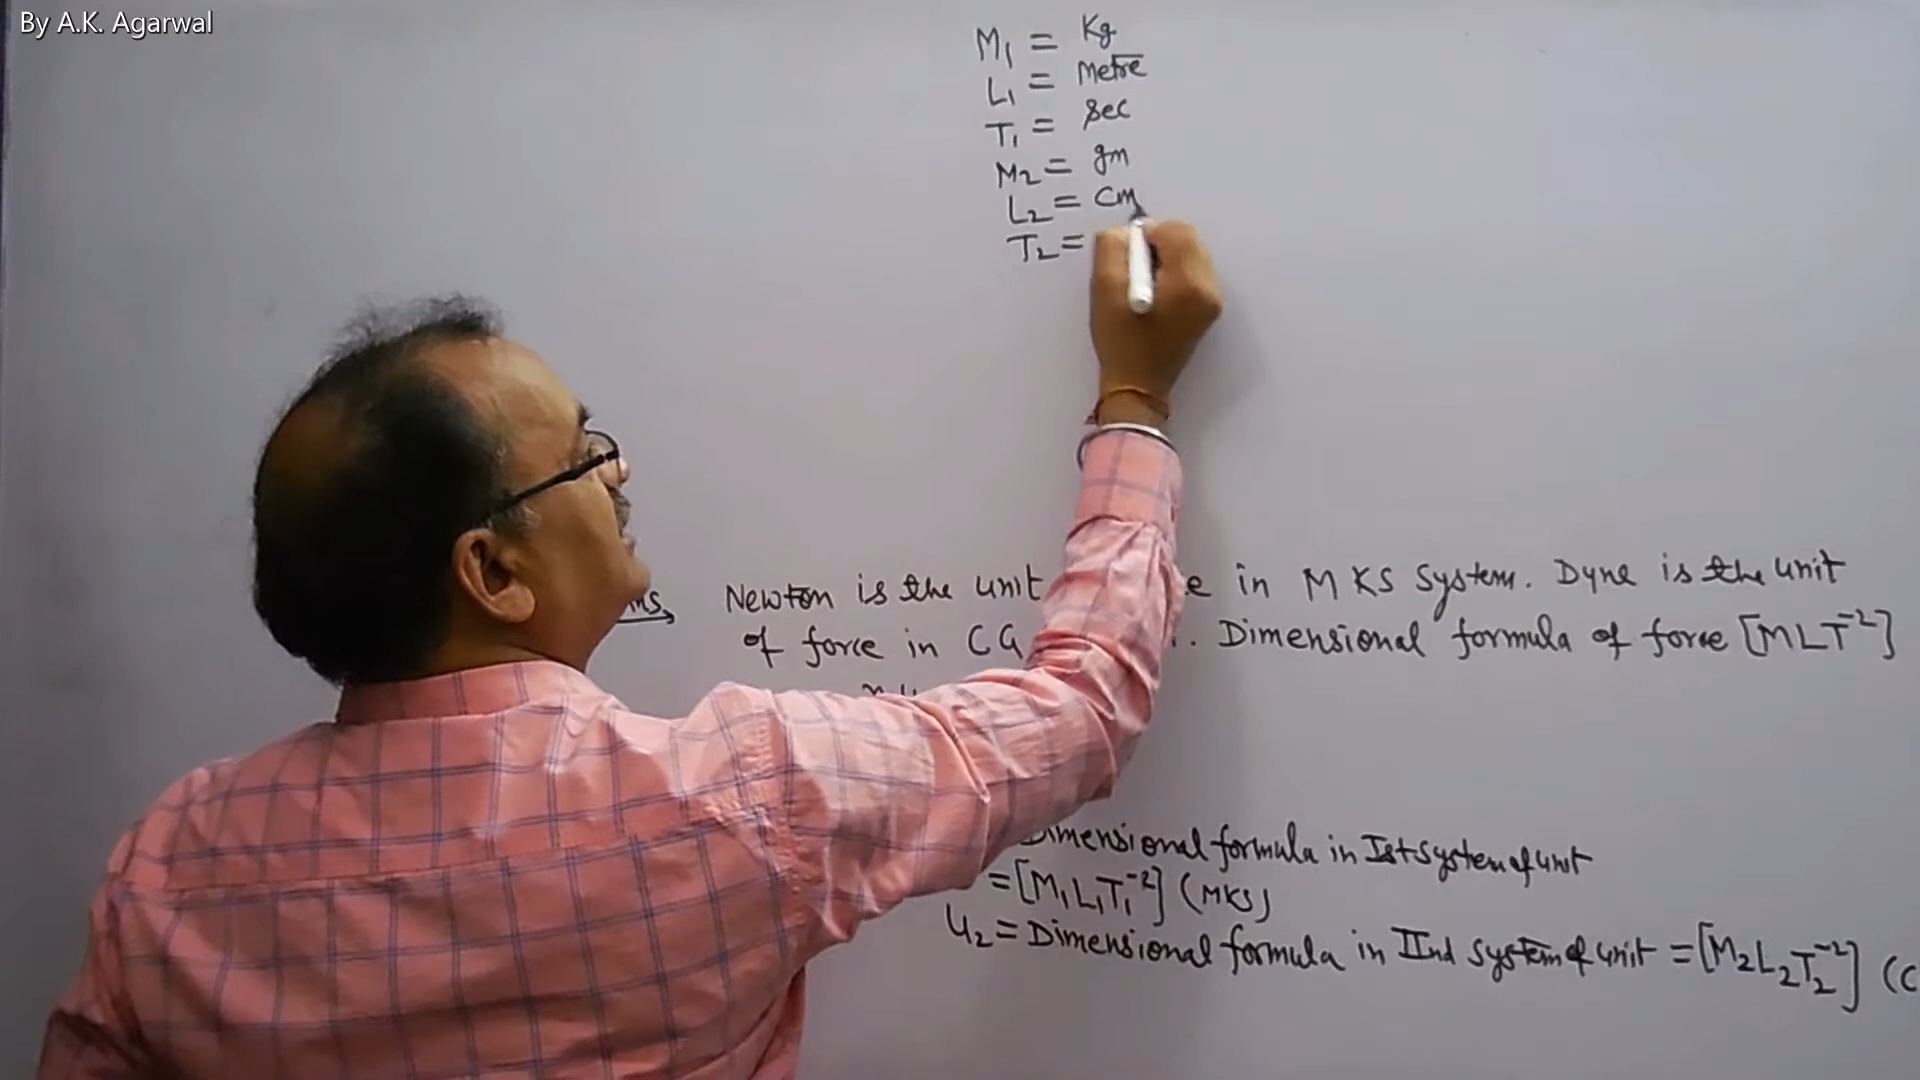 By A.K. Agarwal
M₁ = Kg
L₁ = Metre
T₁ = Sec
M₂ = gm
L₂ = Cm
T₂ =
Newton is the unit in MKS System. Dyne is the unit
of force in CG . Dimensional formula of force [MLT⁻²]
Dimensional formula in Ist system of unit
= [M₁L₁T₁⁻²] (MKS)
u₂ = Dimensional formula in IInd system of unit = [M₂L₂T₂⁻²] (C